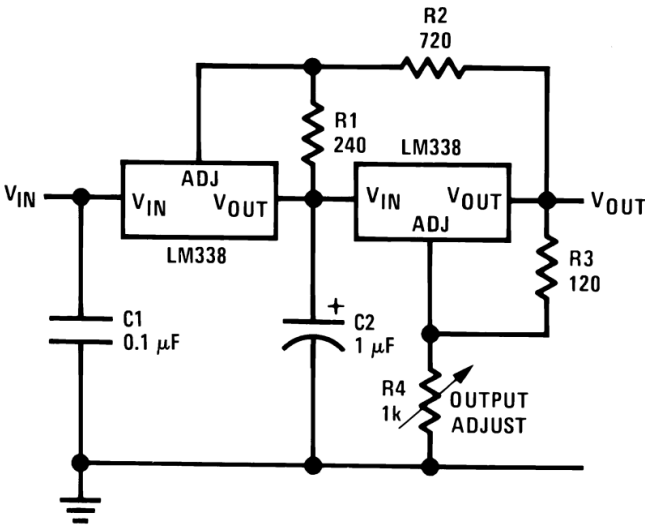 R2
720
R1
240
LM338
ADJ
VIN
VIN
VOUT
LM338
VIN
VOUT
ADJ
VOUT
R3
120
C1
0.1 μF
+
C2
1 μF
R4
1k
OUTPUT
ADJUST